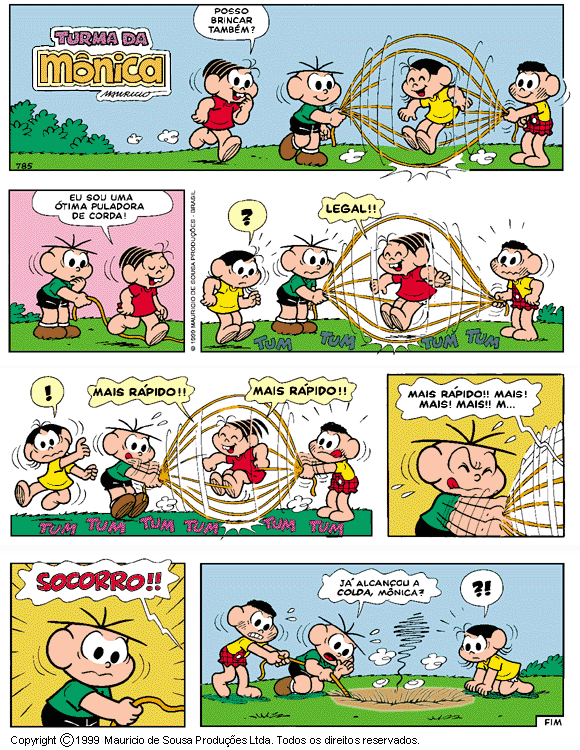 POSSO
BRINCAR
TAMBÉM?
TURMA DA
MÔNICA
MAURICIO
785
EU SOU UMA
ÓTIMA PULADORA
DE CORDA!
© 1999 MAURICIO DE SOUSA PRODUÇÕES - BRASIL
?
LEGAL!!
TUM TUM TUM TUM
!
MAIS RÁPIDO!! MAIS RÁPIDO!!
TUM TUM TUM TUM TUM TUM
MAIS RÁPIDO!! MAIS!
MAIS! MAIS!! M...
SOCORRO!!
JÁ ALCANÇOU A
COLDA, MÔNICA?
?!
FIM
Copyright ©1999 Mauricio de Sousa Produções Ltda. Todos os direitos reservados.